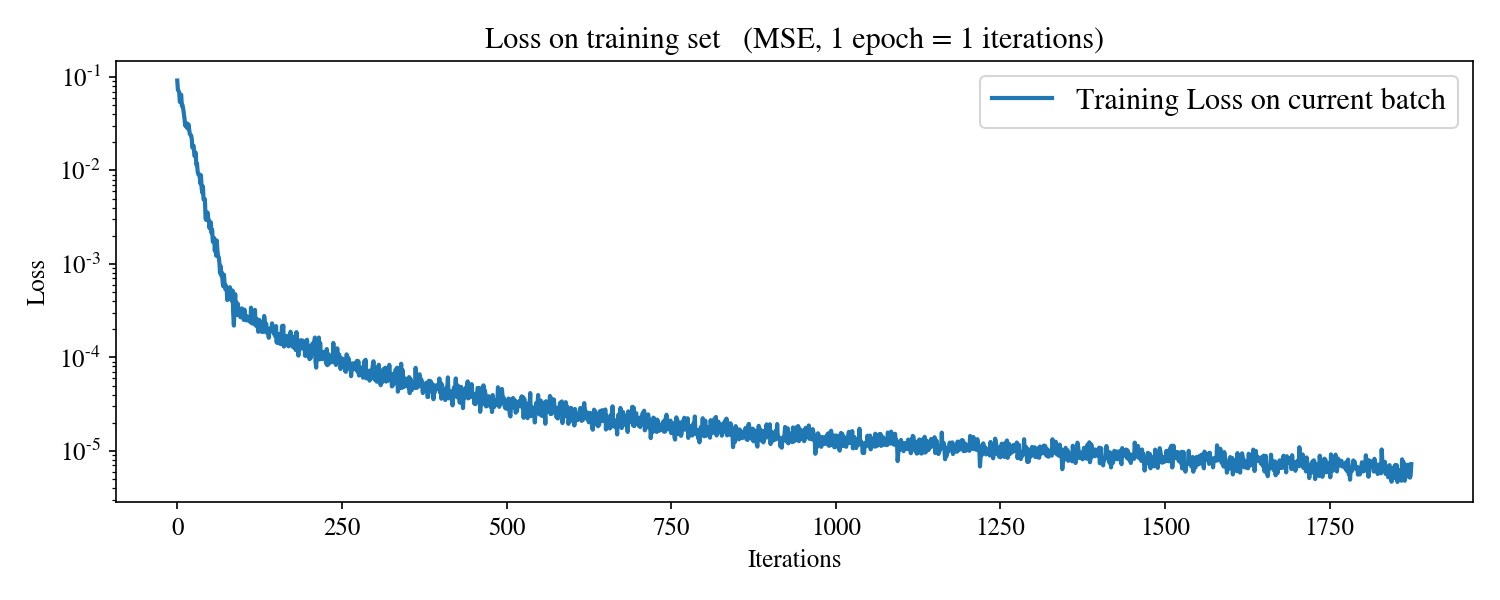 Loss on training set   (MSE, 1 epoch = 1 iterations)
Training Loss on current batch
Loss
10^-1
10^-2
10^-3
10^-4
10^-5
0 250 500 750 1000 1250 1500 1750
Iterations